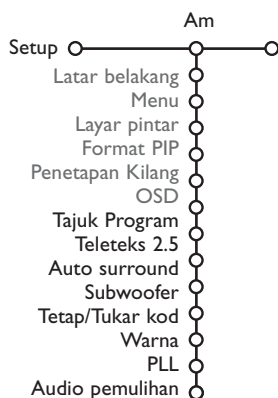 Am
Setup
Latar belakang
Menu
Layar pintar
Format PIP
Penetapan Kilang
OSD
Tajuk Program
Teleteks 2.5
Auto surround
Subwoofer
Tetap/Tukar kod
Warna
PLL
Audio pemulihan